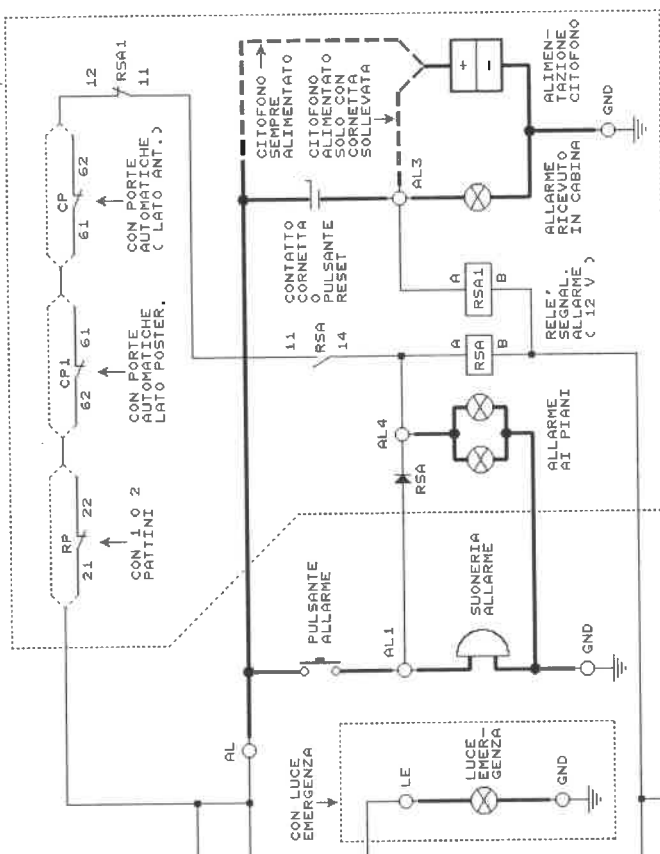 12
RSA1
11
CP
62
61
CON PORTE
AUTOMATICHE
( LATO ANT.)
CP1
61
62
CON PORTE
AUTOMATICHE
LATO POSTER.
RP
22
21
CON 1 O 2
PATTINI
CITOFONO
SEMPRE
ALIMENTATO
CITOFONO
ALIMENTATO
SOLO CON
CORNETTA
SOLLEVATA
+
-
ALIMEN-
TAZIONE
CITOFONO
GND
CONTATTO
CORNETTA
O
PULSANTE
RESET
AL3
ALLARME
RICEVUTO
IN CABINA
A
RSA1
B
RELE'
SEGNAL.
ALLARME
( 12 V )
11
RSA
14
A
RSA
B
AL4
RSA
ALLARME
AI PIANI
PULSANTE
ALLARME
AL1
SUONERIA
ALLARME
GND
AL
CON LUCE
EMERGENZA
LE
LUCE
EMER-
GENZA
GND